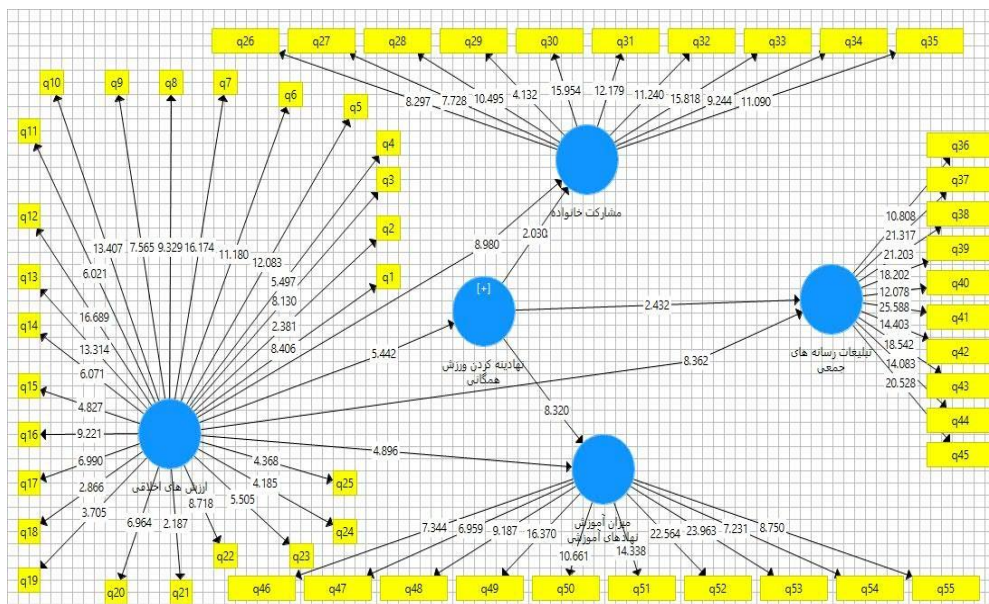 q26 q27 q28 q29 q30 q31 q32 q33 q34 q35
8.297 7.728 10.495 4.132 15.954 12.179 11.240 15.818 9.244 11.090
مشارکت خانواده
q10 q9 q8 q7 q6 q5
q11
q4
q3
q12
q2
q13
q1
q14
q15
q16
q17
q18
q19
q20
q21
q22
q23
q24
q25
13.407 7.565 9.329 16.174 11.180 12.083
6.021
5.497
16.689
8.130
13.314
2.381
6.071
8.406
4.827
9.221
6.990
2.866
3.705
6.964
2.187
8.718
5.505
4.185
4.368
ارزش های اخلاقی
8.980
2.030
[+]
نهادینه کردن ورزش
همگانی
5.442
2.432
8.362
8.320
4.896
q36
q37
q38
q39
q40
q41
q42
q43
q44
q45
10.808
21.317
21.203
18.202
12.078
25.588
14.403
18.542
14.083
20.528
تبلیغات رسانه های
جمعی
میزان آموزش
نهادهای آموزشی
7.344 6.959 9.187 16.370 10.661 14.338 22.564 23.963 7.231 8.750
q46 q47 q48 q49 q50 q51 q52 q53 q54 q55